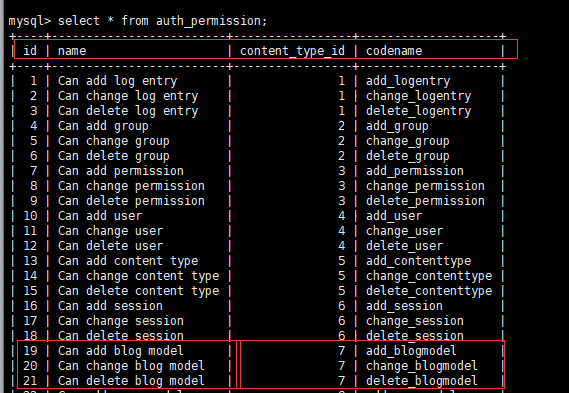 mysql> select * from auth_permission;
+----+-------------------------+-----------------+--------------------+
| id | name | content_type_id | codename |
+----+-------------------------+-----------------+--------------------+
| 1 | Can add log entry | 1 | add_logentry |
| 2 | Can change log entry | 1 | change_logentry |
| 3 | Can delete log entry | 1 | delete_logentry |
| 4 | Can add group | 2 | add_group |
| 5 | Can change group | 2 | change_group |
| 6 | Can delete group | 2 | delete_group |
| 7 | Can add permission | 3 | add_permission |
| 8 | Can change permission | 3 | change_permission |
| 9 | Can delete permission | 3 | delete_permission |
| 10 | Can add user | 4 | add_user |
| 11 | Can change user | 4 | change_user |
| 12 | Can delete user | 4 | delete_user |
| 13 | Can add content type | 5 | add_contenttype |
| 14 | Can change content type | 5 | change_contenttype |
| 15 | Can delete content type | 5 | delete_contenttype |
| 16 | Can add session | 6 | add_session |
| 17 | Can change session | 6 | change_session |
| 18 | Can delete session | 6 | delete_session |
| 19 | Can add blog model | 7 | add_blogmodel |
| 20 | Can change blog model | 7 | change_blogmodel |
| 21 | Can delete blog model | 7 | delete_blogmodel |